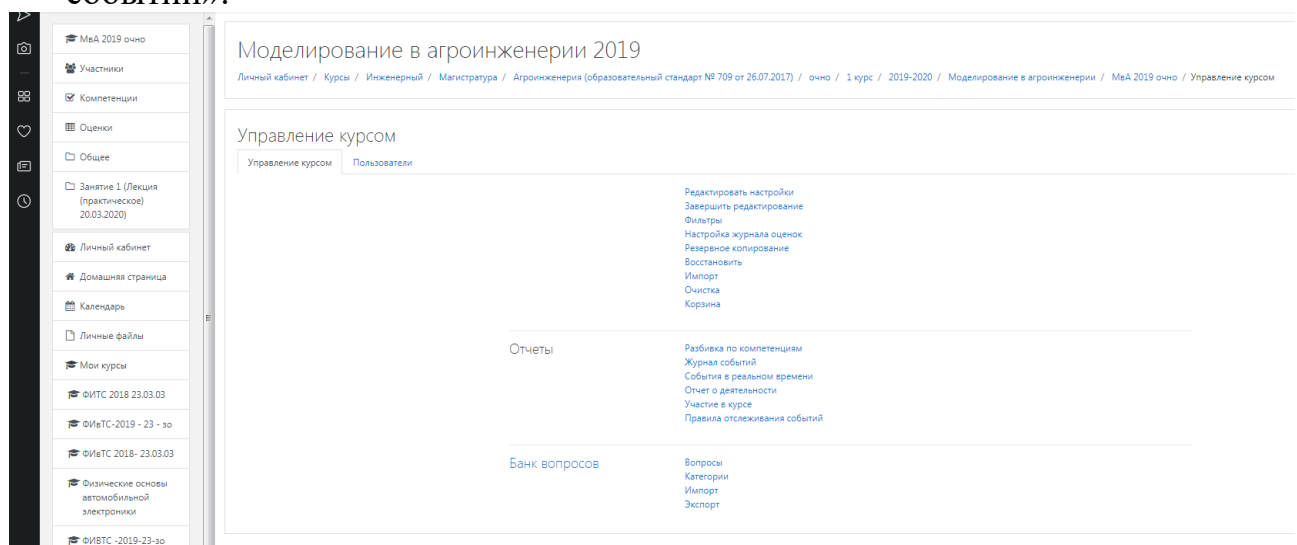 событий».
МвА 2019 очно
Участники
Компетенции
Оценки
Общее
Занятие 1 (Лекция
(практическое)
20.03.2020)
Личный кабинет
Домашняя страница
Календарь
Личные файлы
Мои курсы
ФИТС 2018 23.03.03
ФИвТС-2019 - 23 - зо
ФИвТС 2018- 23.03.03
Физические основы
автомобильной
электроники
ФИВТС -2019-23-зо
Моделирование в агроинженерии 2019
Личный кабинет / Курсы / Инженерный / Магистратура / Агроинженерия (образовательный стандарт № 709 от 26.07.2017) / очно / 1 курс / 2019-2020 / Моделирование в агроинженерии / МвА 2019 очно / Управление курсом
Управление курсом
Управление курсом Пользователи
Редактировать настройки
Завершить редактирование
Фильтры
Настройка журнала оценок
Резервное копирование
Восстановить
Импорт
Очистка
Корзина
Отчеты
Разбивка по компетенциям
Журнал событий
События в реальном времени
Отчет о деятельности
Участие в курсе
Правила отслеживания событий
Банк вопросов
Вопросы
Категории
Импорт
Экспорт